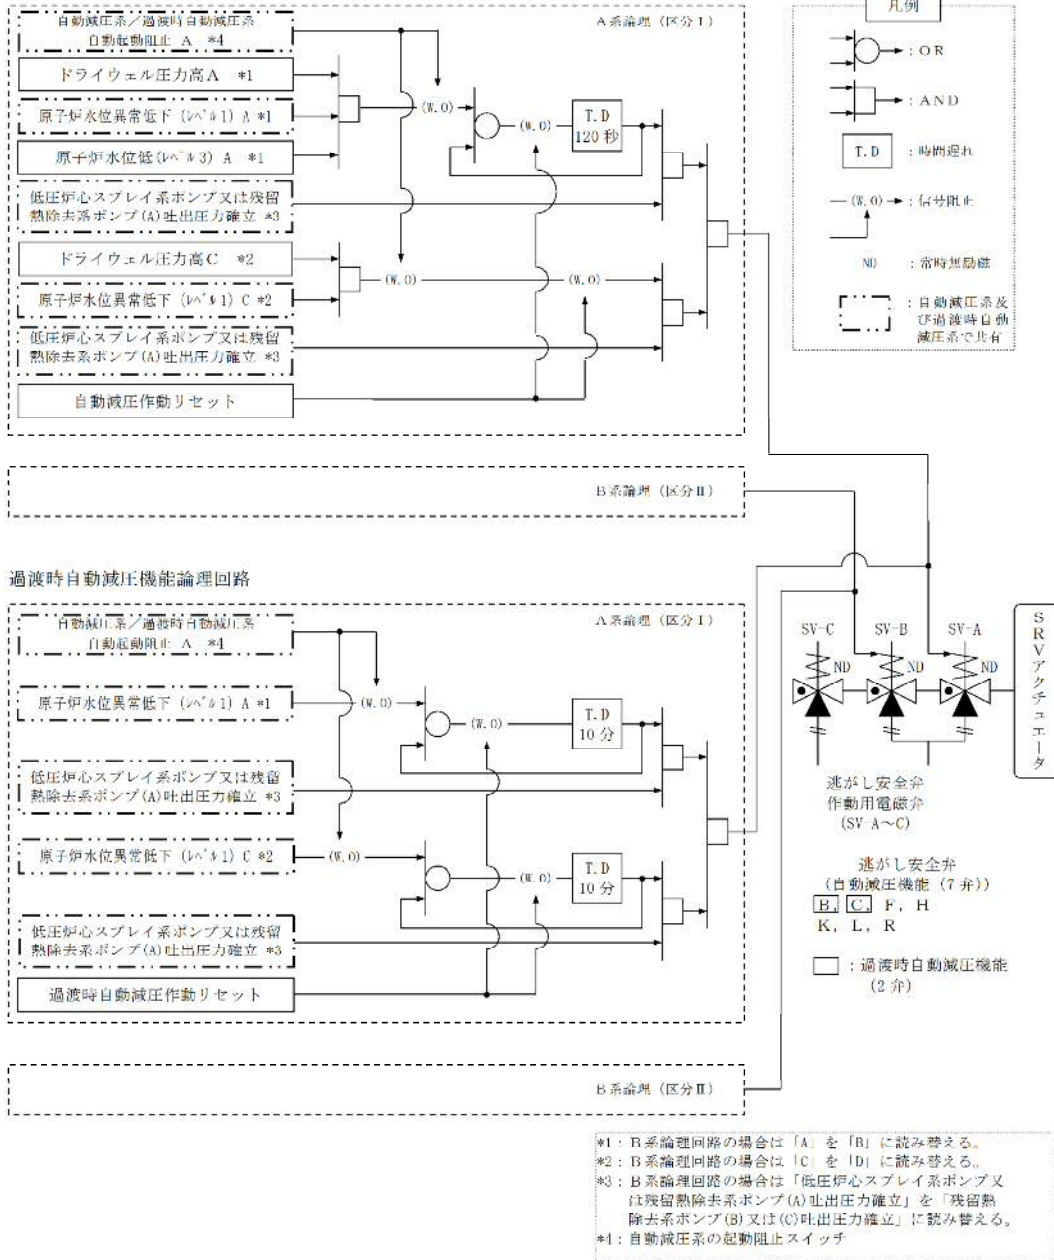 自動減圧系／過渡時自動減圧系
自動起動阻止 A *4
A系論理（区分Ⅰ）
ドライウェル圧力高A *1
原子炉水位異常低下（ﾚﾍﾞﾙ1）A *1
原子炉水位低（ﾚﾍﾞﾙ3）A *1
(W.O)
(W.O)
T.D
120秒
低圧炉心スプレイ系ポンプ又は残留
熱除去系ポンプ(A)吐出圧力確立 *3
ドライウェル圧力高C *2
原子炉水位異常低下（ﾚﾍﾞﾙ1）C *2
(W.O)
(W.O)
低圧炉心スプレイ系ポンプ又は残留
熱除去系ポンプ(A)吐出圧力確立 *3
自動減圧作動リセット
凡例
：OR
：AND
T.D ：時間遅れ
(W.O) ：信号阻止
ND ：常時無励磁
：自動減圧系及
び過渡時自動
減圧系で共有
B系論理（区分Ⅱ）
過渡時自動減圧機能論理回路
自動減圧系／過渡時自動減圧系
自動起動阻止 A *4
A系論理（区分Ⅰ）
原子炉水位異常低下（ﾚﾍﾞﾙ1）A *1
(W.O)
(W.O)
T.D
10分
低圧炉心スプレイ系ポンプ又は残留
熱除去系ポンプ(A)吐出圧力確立 *3
原子炉水位異常低下（ﾚﾍﾞﾙ1）C *2
(W.O)
(W.O)
T.D
10分
低圧炉心スプレイ系ポンプ又は残留
熱除去系ポンプ(A)吐出圧力確立 *3
過渡時自動減圧作動リセット
B系論理（区分Ⅱ）
SV-C SV-B SV-A
ND ND ND
SRVアクチュエータ
逃がし安全弁
作動用電磁弁
(SV-A～C)
逃がし安全弁
（自動減圧機能（7弁））
B, C, F, H
K, L, R
：過渡時自動減圧機能
（2弁）
*1：B系論理回路の場合は「A」を「B」に読み替える。
*2：B系論理回路の場合は「C」を「D」に読み替える。
*3：B系論理回路の場合は「低圧炉心スプレイ系ポンプ又
は残留熱除去系ポンプ(A)吐出圧力確立」を「残留熱
除去系ポンプ(B)又は(C)吐出圧力確立」に読み替える。
*4：自動減圧系の起動阻止スイッチ